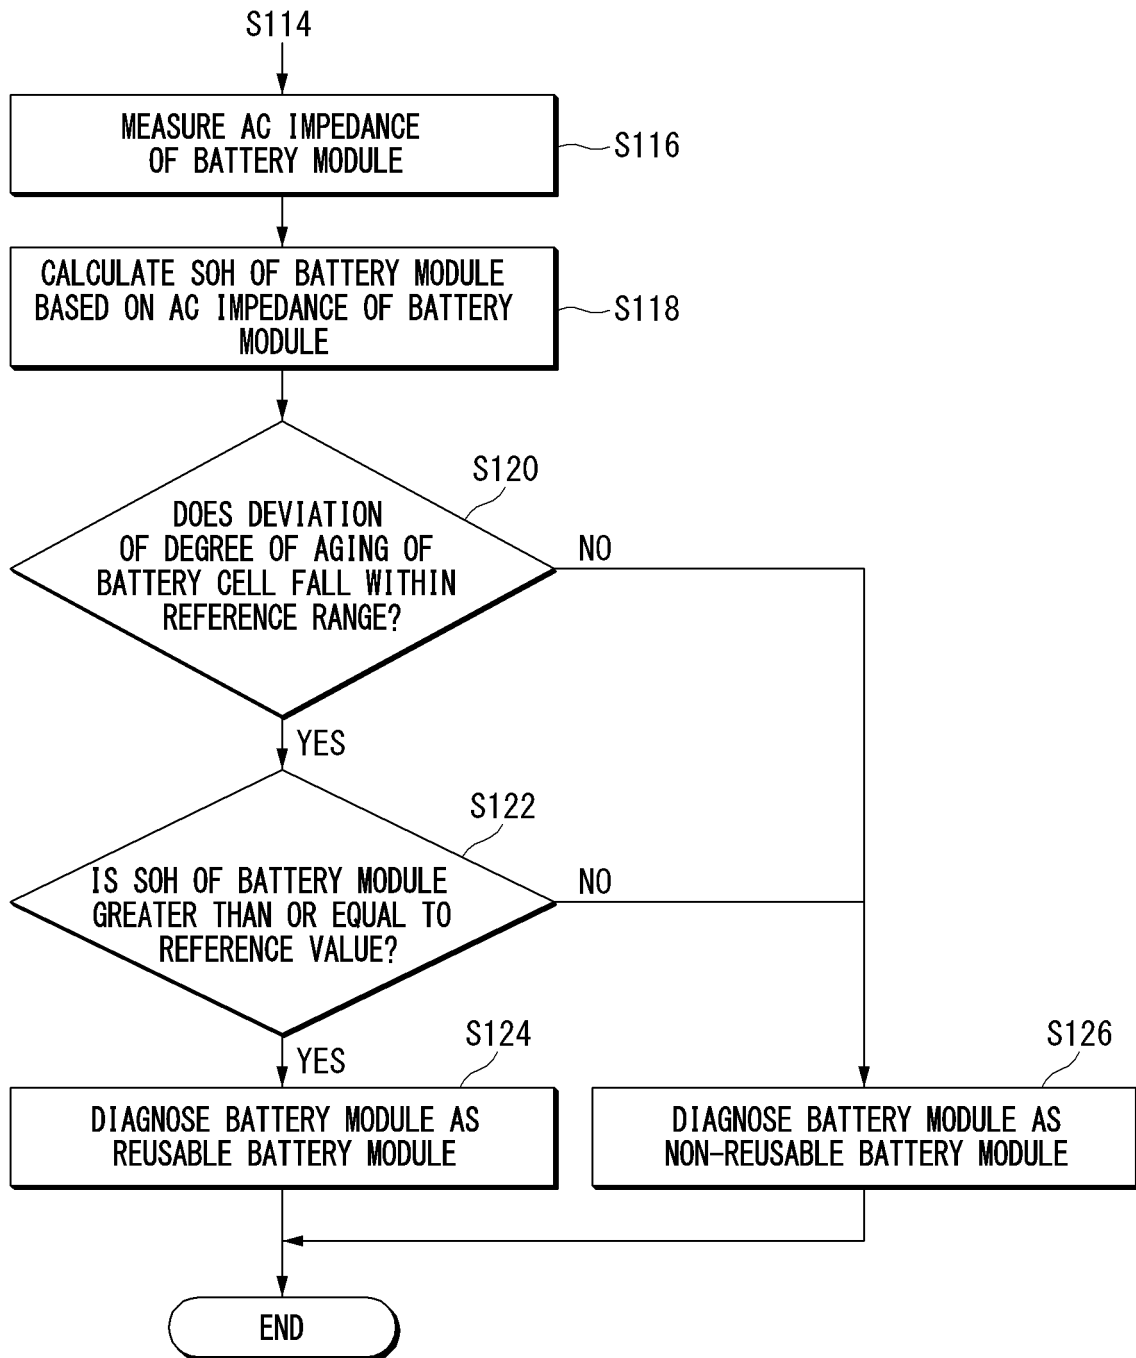 S114
MEASURE AC IMPEDANCE
OF BATTERY MODULE
S116
CALCULATE SOH OF BATTERY MODULE
BASED ON AC IMPEDANCE OF BATTERY
MODULE
S118
S120
DOES DEVIATION
OF DEGREE OF AGING OF
BATTERY CELL FALL WITHIN
REFERENCE RANGE?
NO
YES
S122
IS SOH OF BATTERY MODULE
GREATER THAN OR EQUAL TO
REFERENCE VALUE?
NO
YES
S124
DIAGNOSE BATTERY MODULE AS
REUSABLE BATTERY MODULE
S126
DIAGNOSE BATTERY MODULE AS
NON-REUSABLE BATTERY MODULE
END